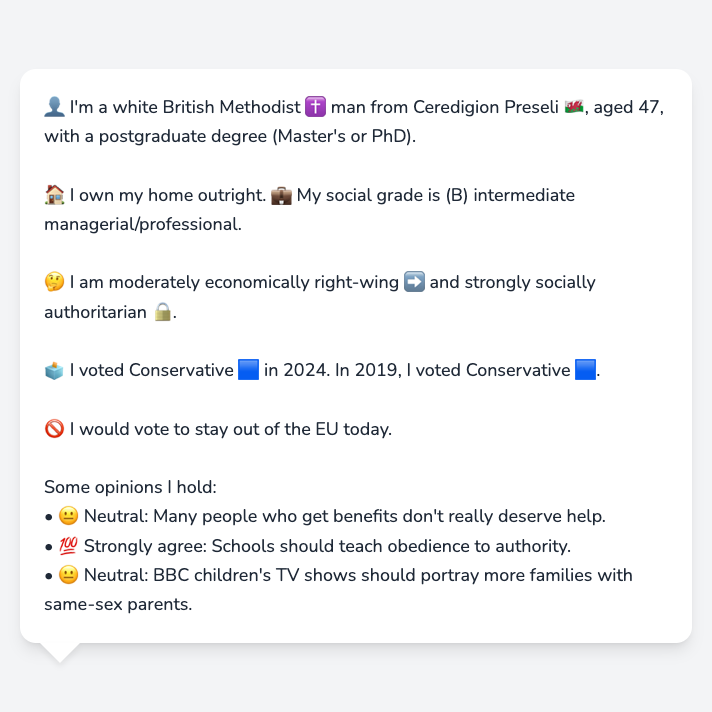 👤 I'm a white British Methodist ✝️ man from Ceredigion Preseli 🏴󠁧󠁢󠁷󠁬󠁳󠁿, aged 47,
with a postgraduate degree (Master's or PhD).
🏠 I own my home outright. 💼 My social grade is (B) intermediate
managerial/professional.
🤔 I am moderately economically right-wing ➡️ and strongly socially
authoritarian 🔒.
🗳️ I voted Conservative 🟦 in 2024. In 2019, I voted Conservative 🟦.
🚫 I would vote to stay out of the EU today.
Some opinions I hold:
• 😐 Neutral: Many people who get benefits don't really deserve help.
• 💯 Strongly agree: Schools should teach obedience to authority.
• 😐 Neutral: BBC children's TV shows should portray more families with
same-sex parents.